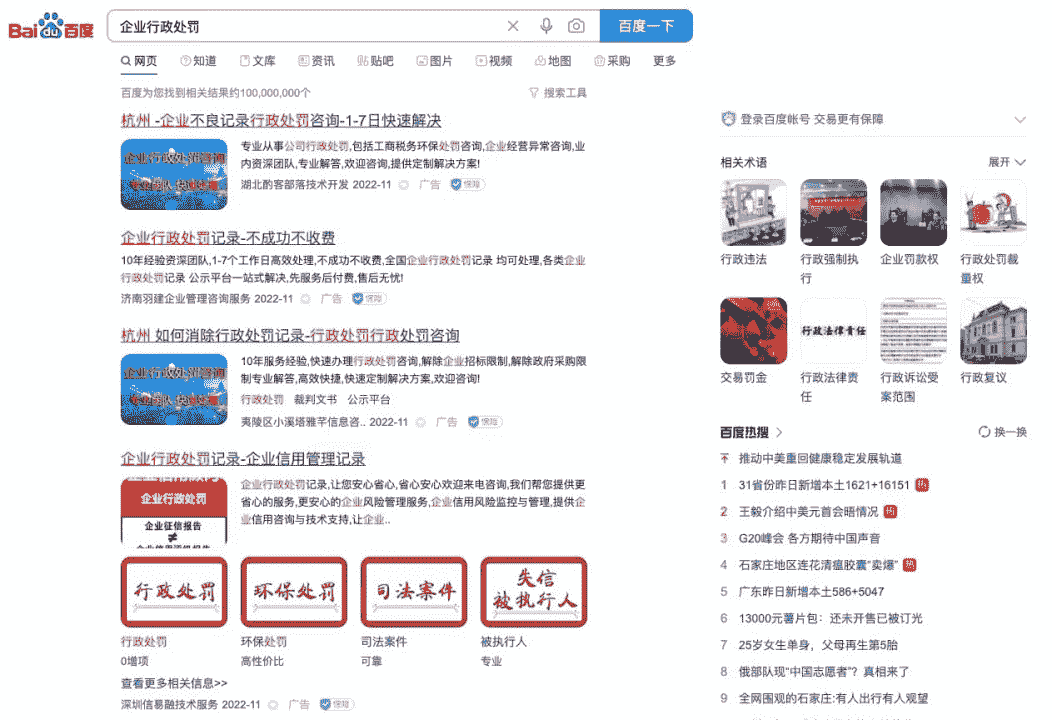 Bai du 百度
企业行政处罚
百度一下
网页 知道 文库 资讯 贴吧 图片 视频 地图 采购 更多
百度为您找到相关结果约100,000,000个
搜索工具
杭州 -企业不良记录行政处罚咨询-1-7日快速解决
企业行政处罚咨询
专业从事公司行政处罚,包括工商税务环保处罚咨询,企业经营异常咨询,业
内资深团队,专业解答,欢迎咨询,提供定制解决方案!
湖北酌客部落技术开发 2022-11 广告 保障
企业行政处罚记录-不成功不收费
10年经验资深团队,1-7个工作日高效处理,不成功不收费,全国企业行政处罚记录 均可处理,各类企业
行政处罚记录 公示平台一站式解决,先服务后付费,售后无忧!
济南羽建企业管理咨询服务 2022-11 广告 保障
杭州 如何消除行政处罚记录-行政处罚行政处罚咨询
企业行政处罚咨询
10年服务经验,快速办理行政处罚咨询,解除企业招标限制,解除政府采购限
制专业解答,高效快捷,快速定制解决方案,欢迎咨询!
行政处罚 裁判文书 公示平台
夷陵区小溪塔雅芊信息咨.. 2022-11 广告 保障
企业行政处罚记录-企业信用管理记录
企业行政处罚
企业征信报告
≠
企业行政处罚记录,让您安心省心,省心安心欢迎来电咨询,我们帮您提供更
省心的服务,更安心的企业风险管理服务,企业信用风险监控与管理,提供企
业信用咨询与技术支持,让企业..
行政处罚
环保处罚
司法案件
失信
被执行人
行政处罚 环保处罚 司法案件 被执行人
0增项 高性价比 可靠 专业
查看更多相关信息>>
深圳信易融技术服务 2022-11 广告 保障
登录百度帐号 交易更有保障
相关术语 展开
行政违法
行政强制执
行
企业罚款权
行政处罚裁
量权
行政法律责任
交易罚金
行政法律责
任
行政诉讼受
案范围
行政复议
百度热搜 换一换
推动中美重回健康稳定发展轨道
1 31省份昨日新增本土1621+16151 热
2 王毅介绍中美元首会晤情况 热
3 G20峰会 各方期待中国声音
4 石家庄地区连花清瘟胶囊“卖爆” 热
5 广东昨日新增本土586+5047
6 13000元薯片包：还未开售已被订光
7 25岁女生单身，父母再生第5胎
8 俄部队现“中国志愿者”？真相来了
9 全网围观的石家庄:有人出行有人观望